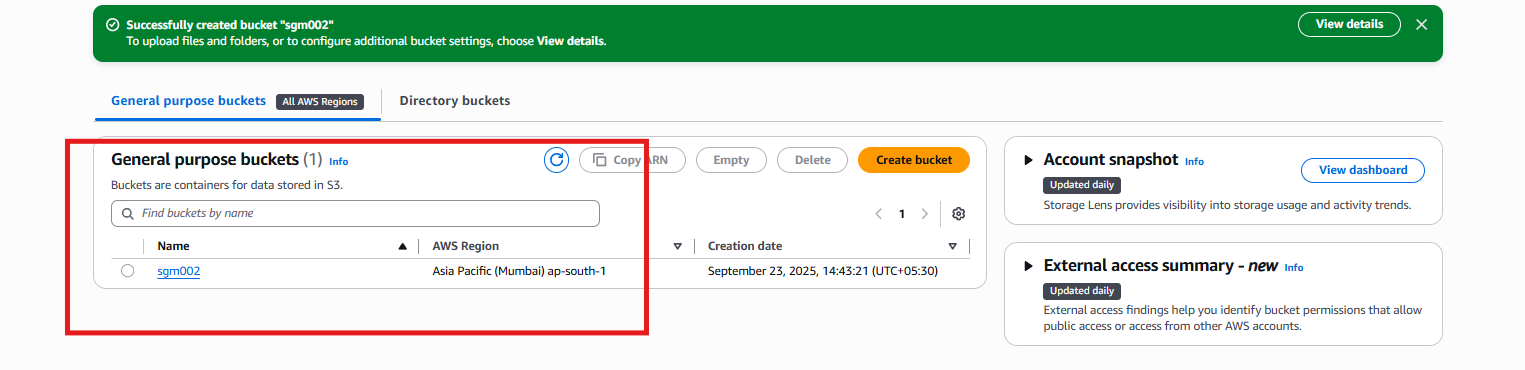 Successfully created bucket "sgm002"
To upload files and folders, or to configure additional bucket settings, choose View details.
View details
General purpose buckets All AWS Regions
Directory buckets
General purpose buckets (1) Info
Copy ARN
Empty
Delete
Create bucket
Buckets are containers for data stored in S3.
Find buckets by name
1
Name AWS Region Creation date
sgm002 Asia Pacific (Mumbai) ap-south-1 September 23, 2025, 14:43:21 (UTC+05:30)
Account snapshot Info
View dashboard
Updated daily
Storage Lens provides visibility into storage usage and activity trends.
External access summary - new Info
Updated daily
External access findings help you identify bucket permissions that allow
public access or access from other AWS accounts.